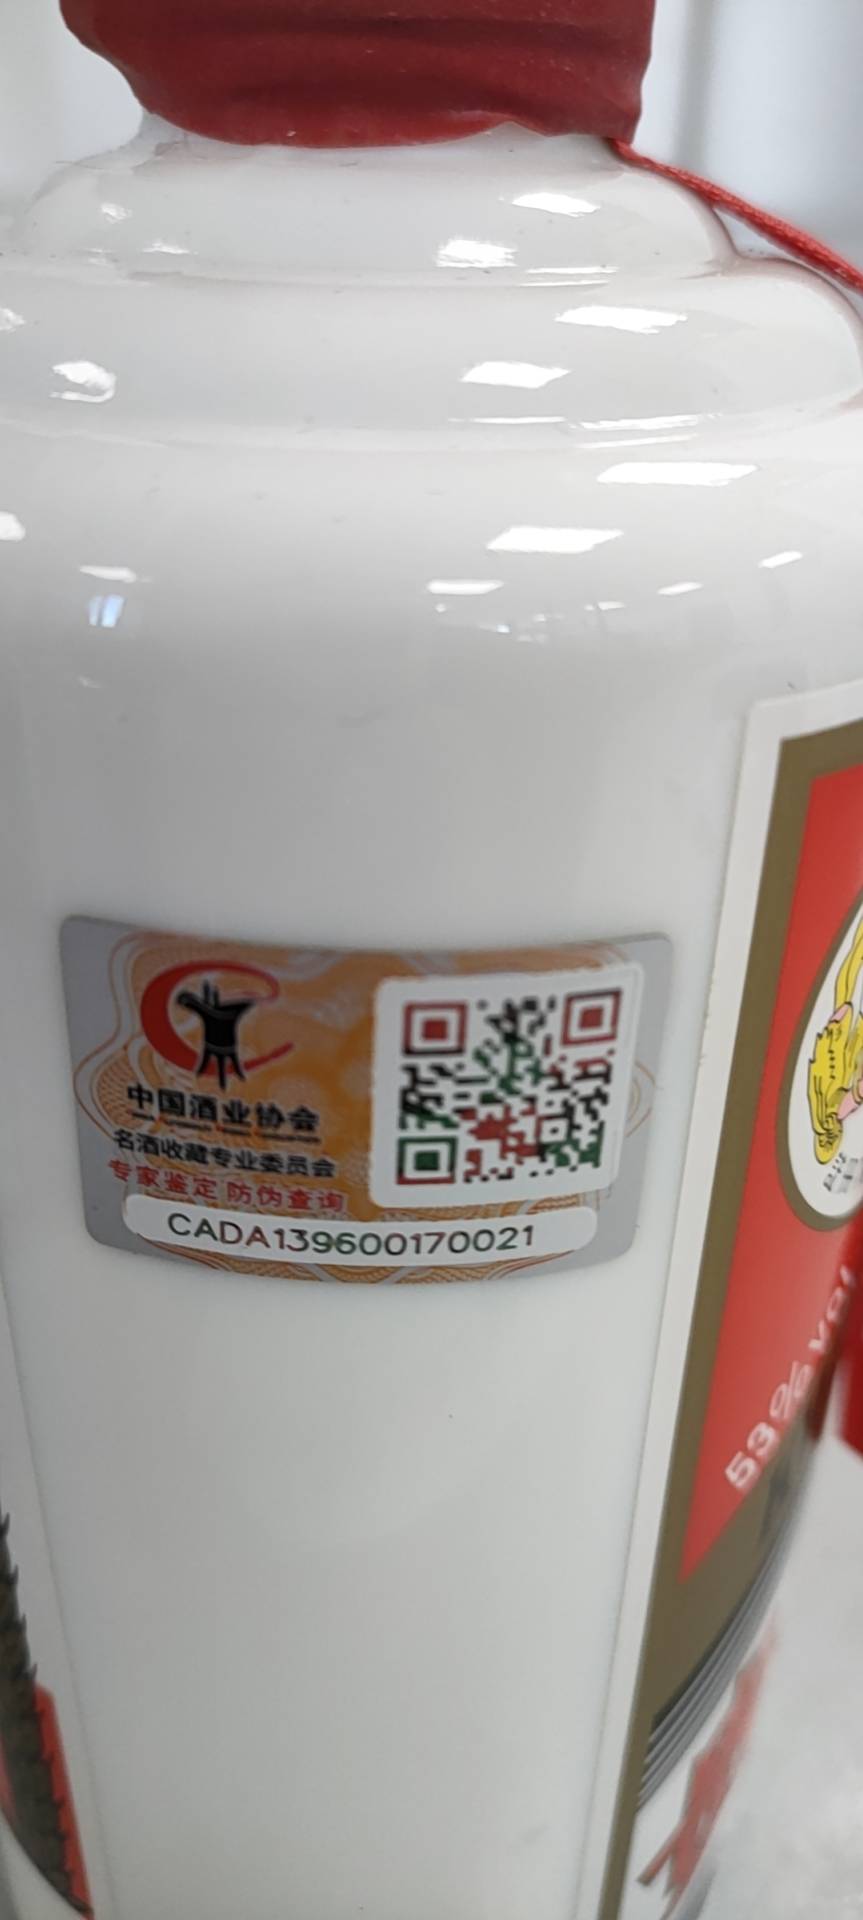 中国酒业协会
名酒收藏专业委员会
专家鉴定 防伪查询
CADA139600170021
53% vol